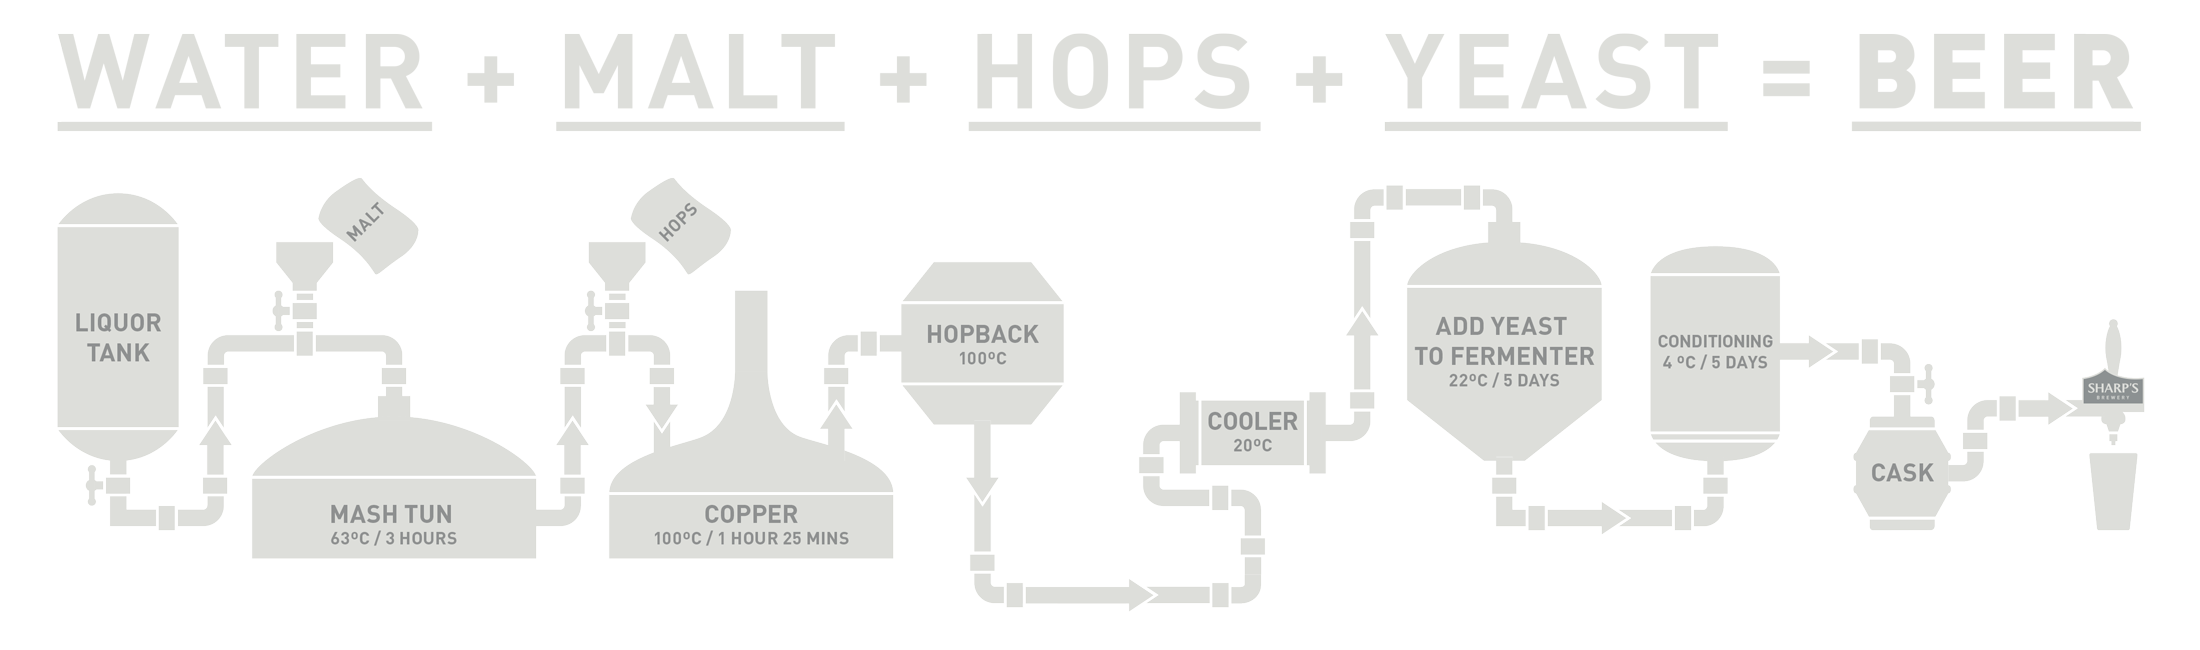 WATER + MALT + HOPS + YEAST = BEER
LIQUOR
TANK
MALT
MASH TUN
63ºC / 3 HOURS
HOPS
COPPER
100ºC / 1 HOUR 25 MINS
HOPBACK
100ºC
COOLER
20ºC
ADD YEAST
TO FERMENTER
22ºC / 5 DAYS
CONDITIONING
4 ºC / 5 DAYS
CASK
SHARP'S
BREWERY